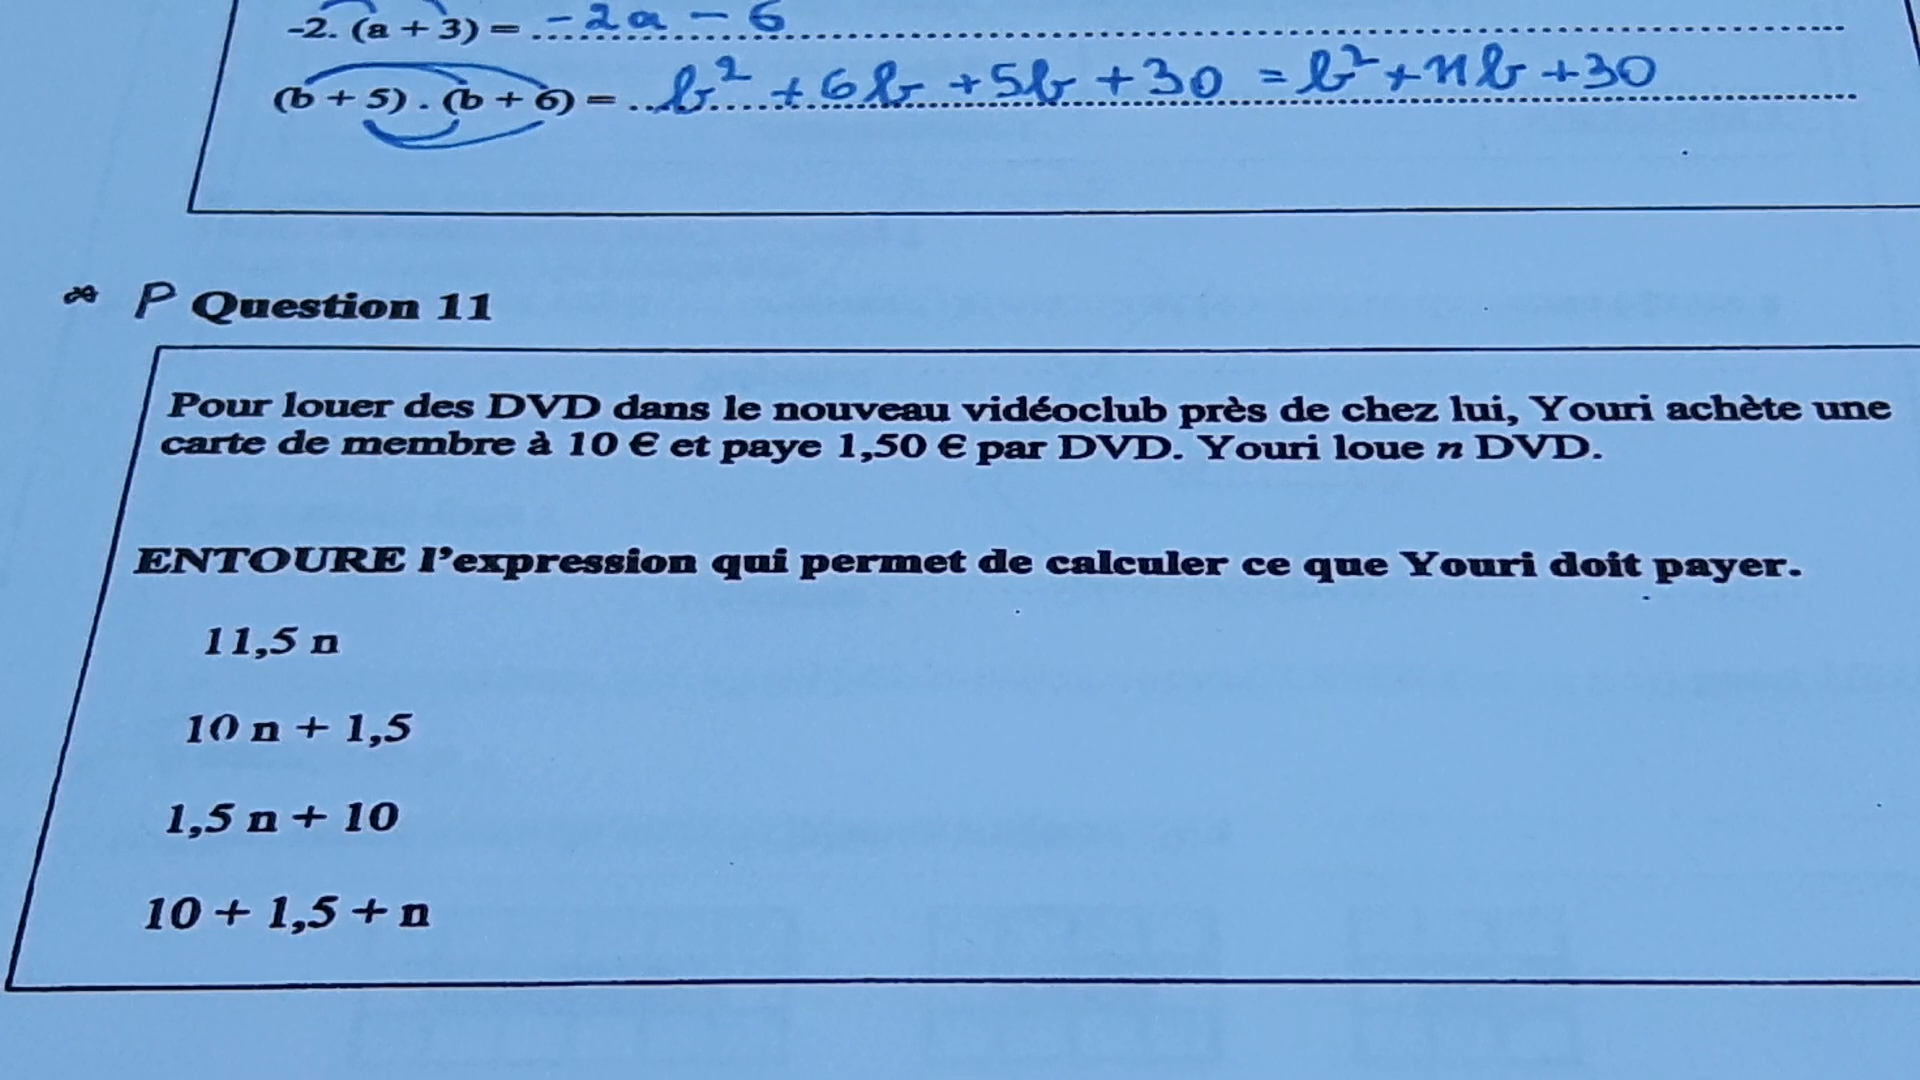 -2. (a + 3) = -2a - 6
(b + 5) . (b + 6) = b² + 6b + 5b + 30 = b² + 11b + 30
P Question 11
Pour louer des DVD dans le nouveau vidéoclub près de chez lui, Youri achète une
carte de membre à 10 € et paye 1,50 € par DVD. Youri loue n DVD.
ENTOURE l'expression qui permet de calculer ce que Youri doit payer.
11,5 n
10 n + 1,5
1,5 n + 10
10 + 1,5 + n